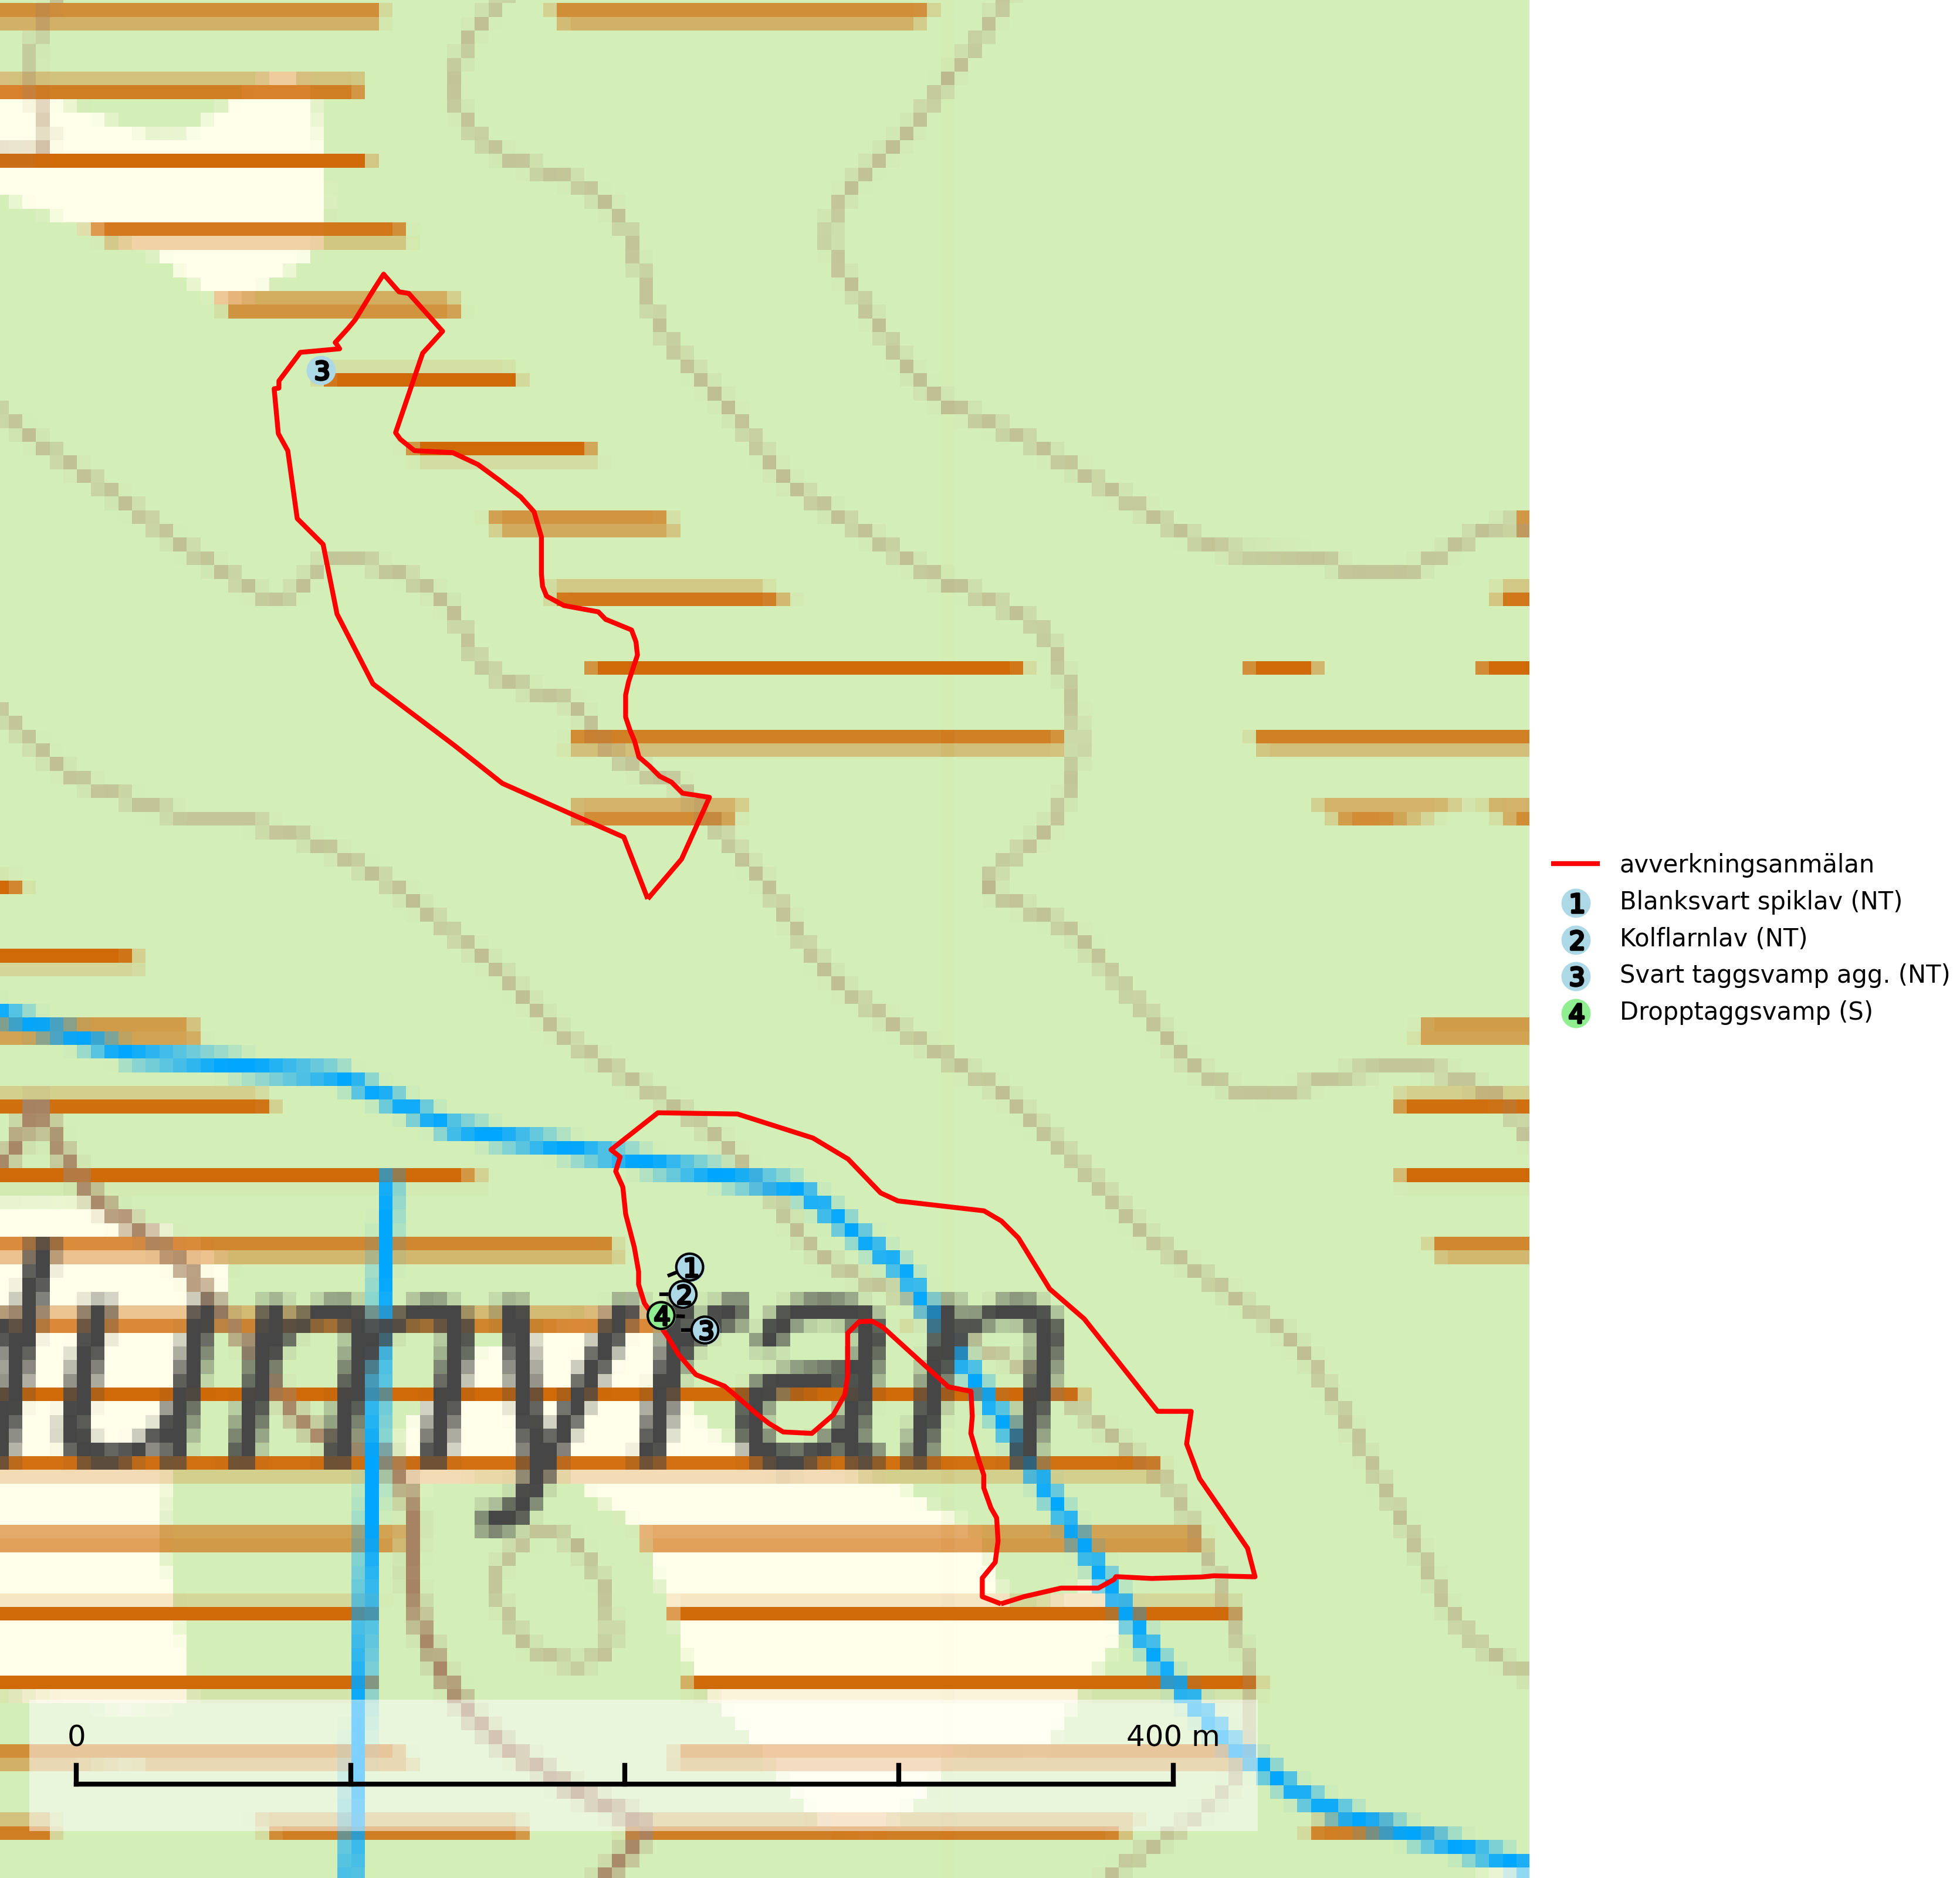 3
avverkningsanmälan
1 Blanksvart spiklav (NT)
2 Kolflarnlav (NT)
3 Svart taggsvamp agg. (NT)
4 Dropptaggsvamp (S)
1
2
4
3
umyran
0 400 m